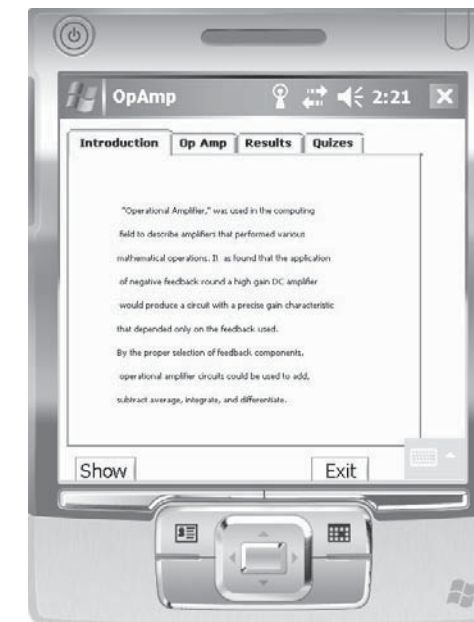 OpAmp 2:21
Introduction Op Amp Results Quizes
"Operational Amplifier," was used in the computing
field to describe amplifiers that performed various
mathematical operations. It as found that the application
of negative feedback round a high gain DC amplifier
would produce a circuit with a precise gain characteristic
that depended only on the feedback used.
By the proper selection of feedback components,
operational amplifier circuits could be used to add,
subtract average, integrate, and differentiate.
Show Exit